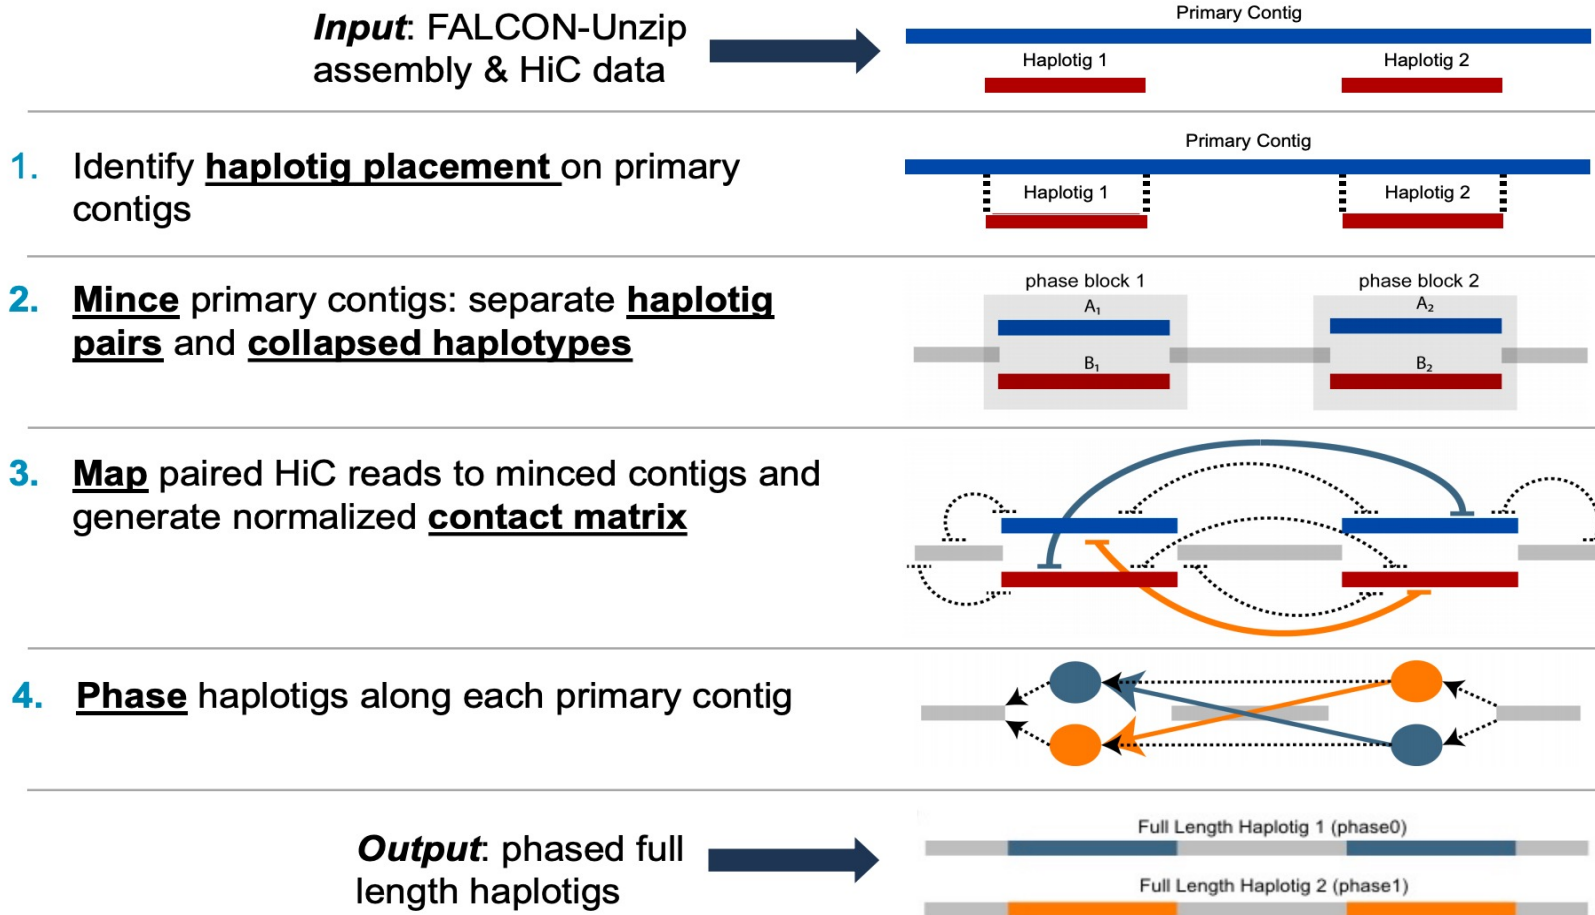 Input: FALCON-Unzip
assembly & HiC data
Primary Contig
Haplotig 1
Haplotig 2
1. Identify haplotig placement on primary
contigs
Primary Contig
Haplotig 1
Haplotig 2
2. Mince primary contigs: separate haplotig
pairs and collapsed haplotypes
phase block 1
phase block 2
A₁
A₂
B₁
B₂
3. Map paired HiC reads to minced contigs and
generate normalized contact matrix
4. Phase haplotigs along each primary contig
Output: phased full
length haplotigs
Full Length Haplotig 1 (phase0)
Full Length Haplotig 2 (phase1)